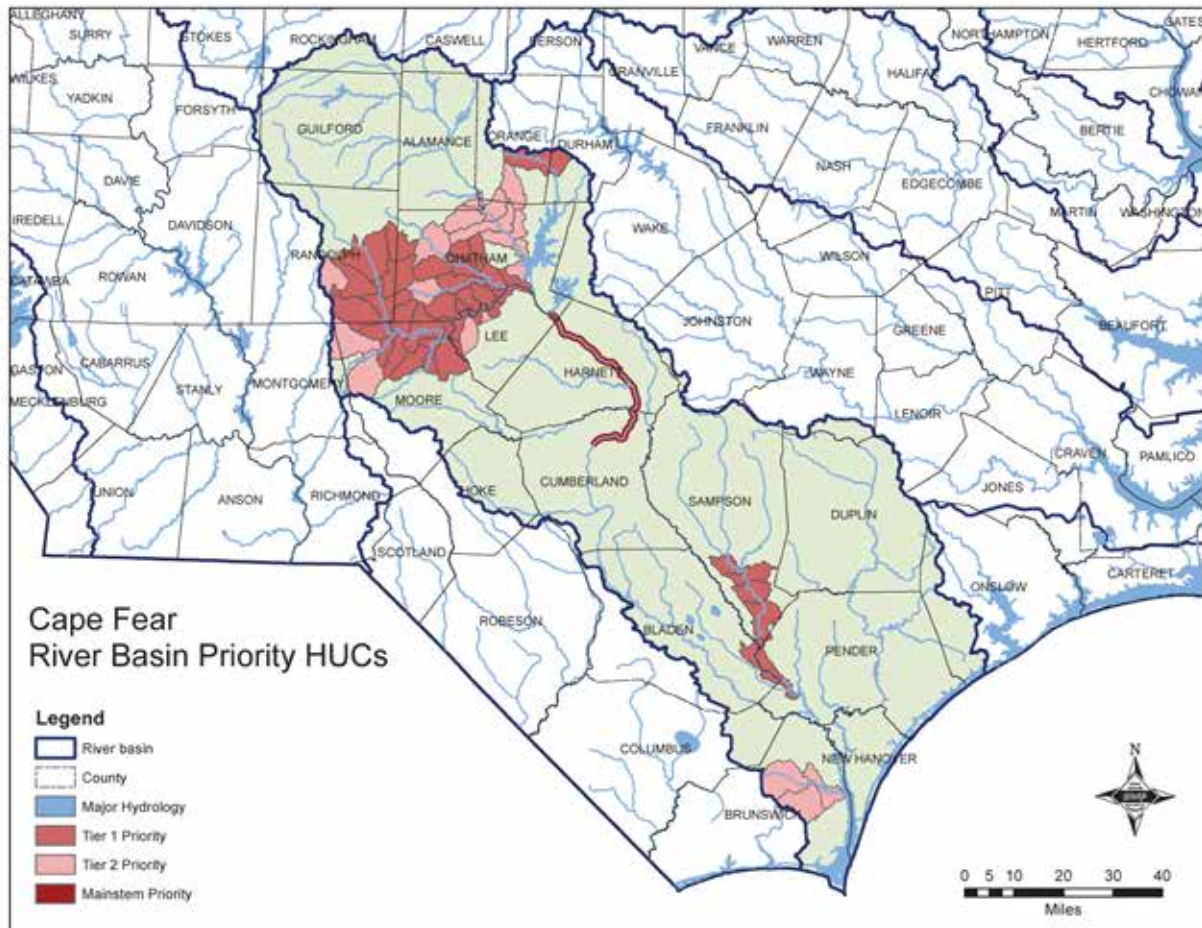 ALLEGHANY
SURRY
STOKES
ROCKINGHAM
CASWELL
PERSON
VANCE
WARREN
NORTHAMPTON
GATES
HERTFORD
WILKES
YADKIN
FORSYTH
GRANVILLE
HALIFAX
CHOWAN
GUILFORD
ALAMANCE
ORANGE
DURHAM
FRANKLIN
BERTIE
NASH
EDGECOMBE
DAVIE
IREDELL
DAVIDSON
MARTIN
WASHINGTON
WAKE
RANDOLPH
CHATHAM
WILSON
CATAWBA
ROWAN
PITT
BEAUFORT
JOHNSTON
GREENE
LEE
CABARRUS
GASTON
STANLY
MONTGOMERY
HARNETT
WAYNE
MECKLENBURG
MOORE
LENOIR
CRAVEN
PAMLICO
UNION
ANSON
RICHMOND
HOKE
CUMBERLAND
SAMPSON
DUPLIN
JONES
SCOTLAND
ONSLOW
CARTERET
ROBESON
BLADEN
PENDER
COLUMBUS
NEW HANOVER
BRUNSWICK
Cape Fear
River Basin Priority HUCs
Legend
River basin
County
Major Hydrology
Tier 1 Priority
Tier 2 Priority
Mainstem Priority
N
0 5 10 20 30 40
Miles